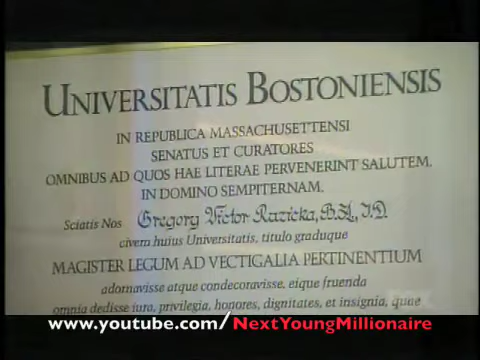 UNIVERSITATIS BOSTONIENSIS
IN REPUBLICA MASSACHUSETTENSI
SENATUS ET CURATORES
OMNIBUS AD QUOS HAE LITERAE PERVENERINT SALUTEM,
IN DOMINO SEMPITERNAM.
Sciatis Nos Gregory Victor Ruzicka, B.S., J.D.
civem huius Universitatis, titulo graduque
MAGISTER LEGUM AD VECTIGALIA PERTINENTIUM
adornavisse atque condecoravisse, eique fruenda
omnia dedisse iura, privilegia, honores, dignitates, et insignia, quae
www.youtube.com/NextYoungMillionaire